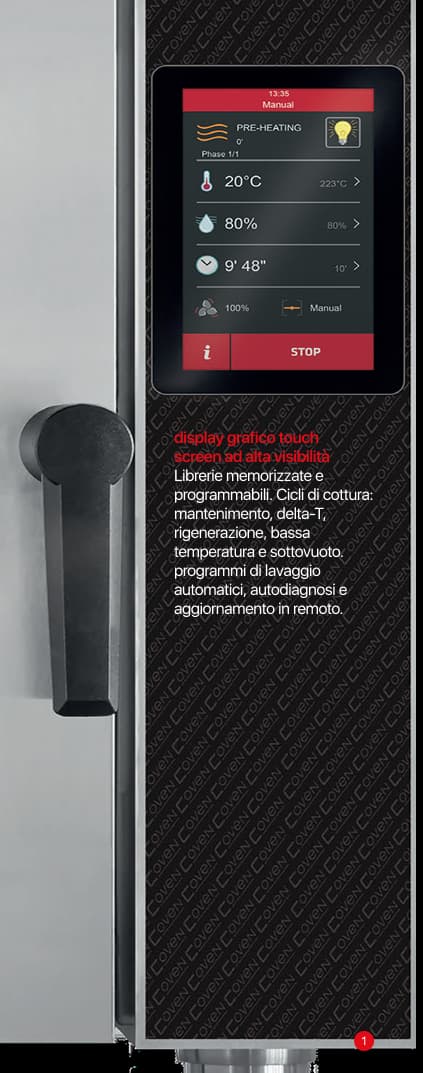 13:35
Manual
PRE-HEATING
0'
Phase 1/1
20°C 223°C >
80% 80% >
9' 48" 10' >
100% Manual
i STOP
display grafico touch
screen ad alta visibilità
Librerie memorizzate e
programmabili. Cicli di cottura:
mantenimento, delta-T,
rigenerazione, bassa
temperatura e sottovuoto.
programmi di lavaggio
automatici, autodiagnosi e
aggiornamento in remoto.
COVEN
1